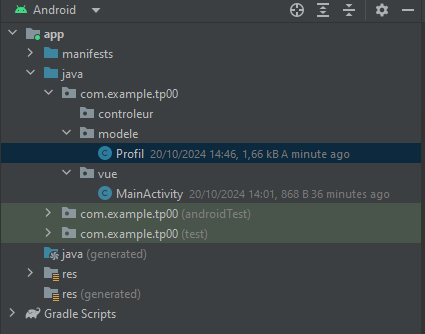 Android
app
manifests
java
com.example.tp00
controleur
modele
Profil 20/10/2024 14:46, 1,66 kB A minute ago
vue
MainActivity 20/10/2024 14:01, 868 B 36 minutes ago
com.example.tp00 (androidTest)
com.example.tp00 (test)
java (generated)
res
res (generated)
Gradle Scripts